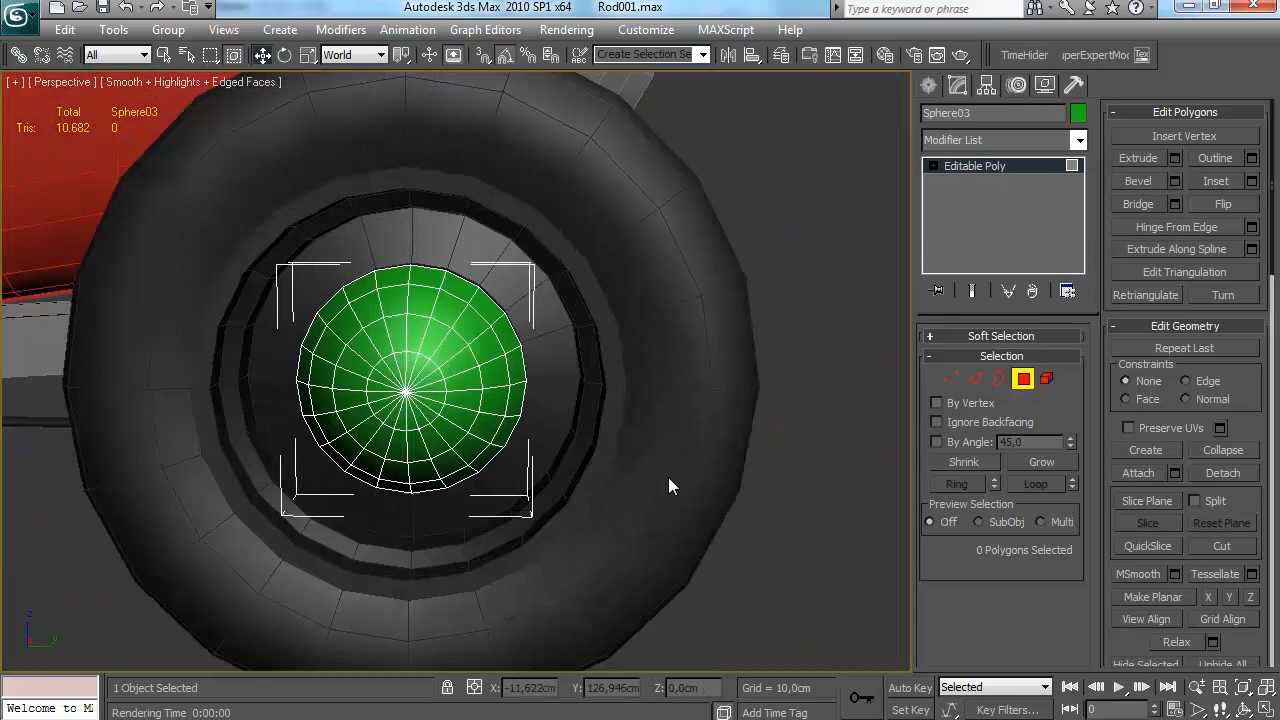 Autodesk 3ds Max 2010 SP1 x64 Rod001.max
Type a keyword or phrase
Edit Tools Group Views Create Modifiers Animation Graph Editors Rendering Customize MAXScript Help
All
World
Create Selection Se
TimeHider
[ + ] [ Perspective ] [ Smooth + Highlights + Edged Faces ]
Total Sphere03
Tris: 10.682 0
Sphere03
Modifier List
Editable Poly
Soft Selection
Selection
By Vertex
Ignore Backfacing
By Angle: 45,0
Shrink Grow
Ring Loop
Preview Selection
Off SubObj Multi
0 Polygons Selected
Edit Polygons
Insert Vertex
Extrude Outline
Bevel Inset
Bridge Flip
Hinge From Edge
Extrude Along Spline
Edit Triangulation
Retriangulate Turn
Edit Geometry
Repeat Last
Constraints
None Edge
Face Normal
Preserve UVs
Create Collapse
Attach Detach
Slice Plane Split
Slice Reset Plane
QuickSlice Cut
MSmooth Tessellate
Make Planar X Y Z
View Align Grid Align
Relax
Hide Selected Unhide All
z
y
Welcome to M
1 Object Selected
X: -11,622cm Y: 126,946cm Z: 0,0cm
Grid = 10,0cm
Rendering Time 0:00:00
Add Time Tag
Auto Key Selected
Set Key Key Filters...
0